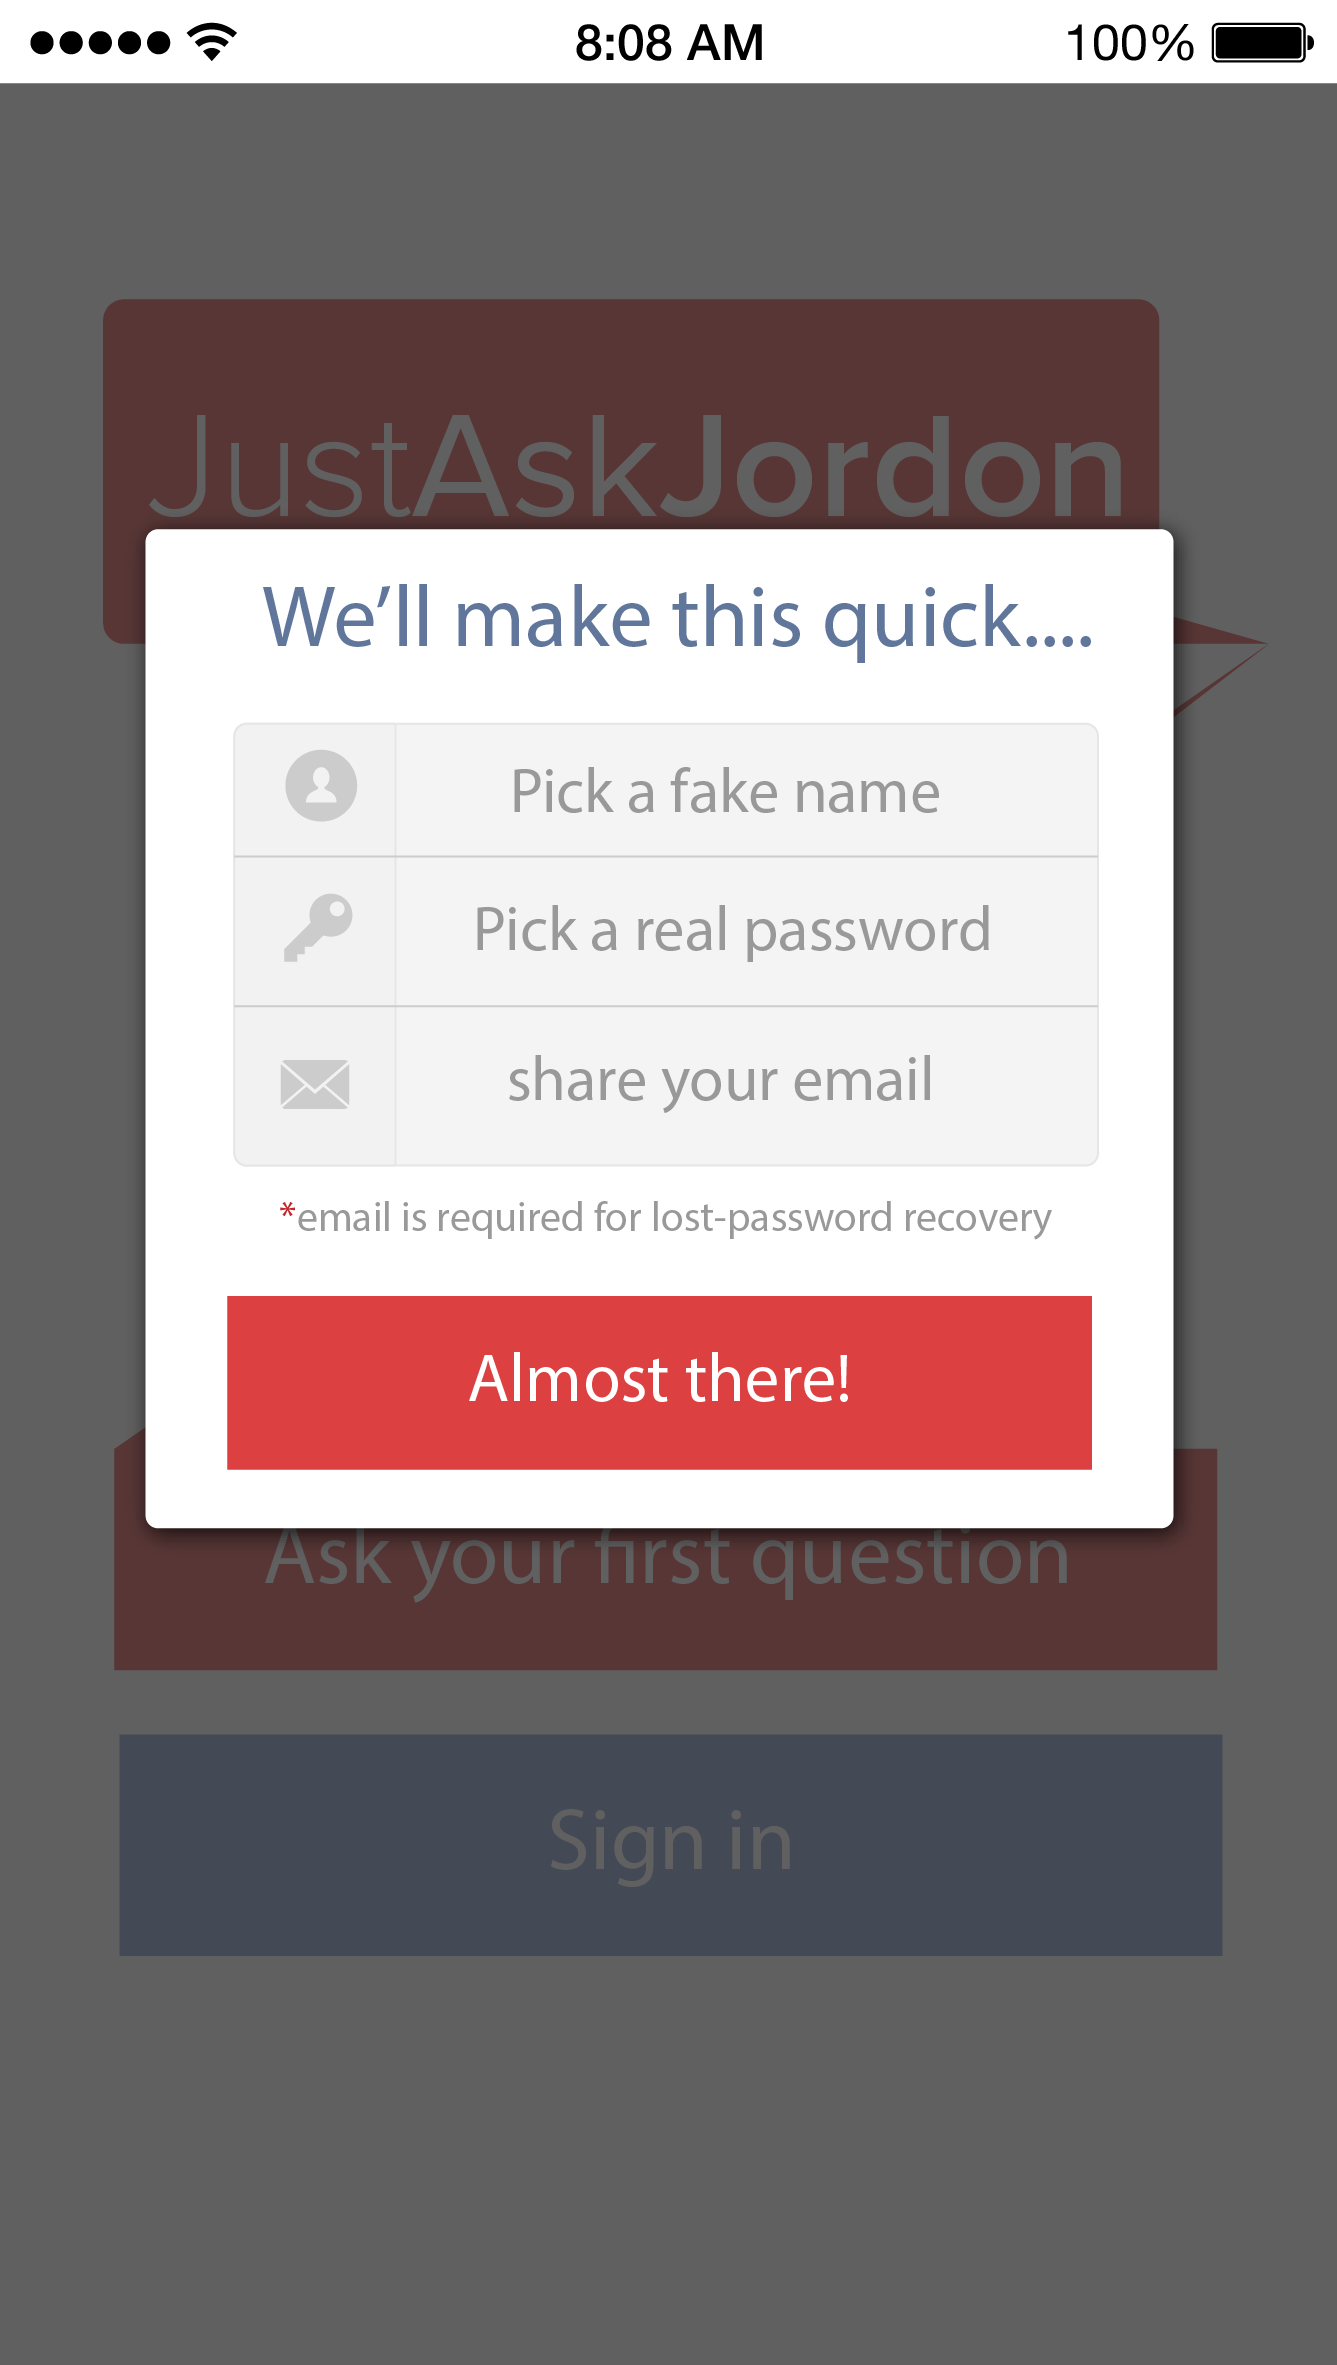 8:08 AM 100%
JustAskJordon
We’ll make this quick....
Pick a fake name
Pick a real password
share your email
*email is required for lost-password recovery
Almost there!
Ask your first question
Sign in